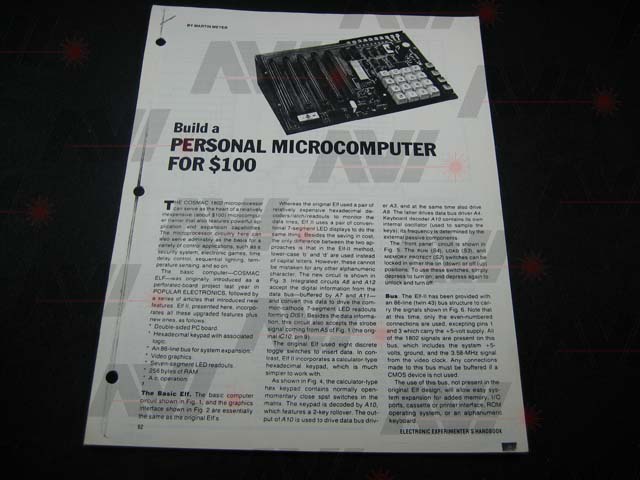 BY MARTIN MEYER
Build a
PERSONAL MICROCOMPUTER
FOR $100
THE COSMAC 1802 microprocessor
can serve as the heart of a relatively
inexpensive (about $100) microcomput-
er trainer that also features powerful ap-
plication and expansion capabilities.
The microprocessor circuitry here can
also serve admirably as the basis for a
variety of control applications, such as a
security system, electronic games, time
delay control, sequential lighting, tem-
perature sensing, and so on.
The basic computer—COSMAC
ELF—was originally introduced as a
perforated-board project last year in
POPULAR ELECTRONICS, followed by
a series of articles that introduced new
features. Elf II, presented here, incorpo-
rates all these upgraded features plus
new ones, as follows:
* Double-sided PC board.
* Hexadecimal keypad with associated
logic.
* An 86-line bus for system expansion.
* Video graphics.
* Seven-segment LED readouts.
* 256 bytes of RAM.
* A.c. operation.
The Basic Elf. The basic computer
circuit shown in Fig. 1, and the graphics
interface shown in Fig. 2 are essentially
the same as the original Elf's.
Whereas the original Elf used a pair of
relatively expensive hexadecimal de-
coders/latch/readouts to monitor the
data lines, Elf II uses a pair of conven-
tional 7-segment LED displays to do the
same thing. Besides the saving in cost,
the only difference between the two ap-
proaches is that in the Elf-II method,
lower-case 'b' and 'd' are used instead
of capital letters. However, these cannot
be mistaken for any other alphanumeric
character. The new circuit is shown in
Fig. 3. Integrated circuits A8 and A12
accept the digital information from the
data bus—buffered by A7 and A11—
and convert this data to drive the com-
mon-cathode 7-segment LED readouts
forming DIS1. Besides the data informa-
tion, this circuit also accepts the strobe
signal coming from A5 of Fig. 1 (the orig-
inal IC10, pin 9).
The original Elf used eight discrete
toggle switches to insert data. In con-
trast, Elf II incorporates a calculator-type
hexadecimal keypad, which is much
simpler to work with.
As shown in Fig. 4, the calculator-type
hex keypad contains normally open-
momentary close spst switches in the
matrix. The keypad is decoded by A10,
which features a 2-key rollover. The out-
put of A10 is used to drive data bus driv-
er A3, and at the same time also drive
A6. The latter drives data bus driver A4.
Keyboard decoder A10 contains its own
internal oscillator (used to sample the
keys); its frequency is determined by the
external passive components.
The "front panel" circuit is shown in
Fig. 5. The RUN (S4), LOAD (S3), and
MEMORY PROTECT (S2) switches can be
locked in either the on (down) or off (up)
positions. To use these switches, simply
depress to turn on, and depress again to
unlock and turn off.
Bus. The Elf-II has been provided with
an 86-line (twin 43) bus structure to car-
ry the signals shown in Fig. 6. Note that
at this time, only the even-numbered
connections are used, excepting pins 1
and 3 which carry the +5-volt supply. All
of the 1802 signals are present on this
bus, which includes the system +5-
volts, ground, and the 3.58-MHz signal
from the video clock. Any connections
made to this bus must be buffered if a
CMOS device is not used.
The use of this bus, not present in the
original Elf design, will allow easy sys-
tem expansion for added memory, I/O
ports, cassette or printer interface, ROM
operating system, or an alphanumeric
keyboard.
62
ELECTRONIC EXPERIMENTER'S HANDBOOK
AVI